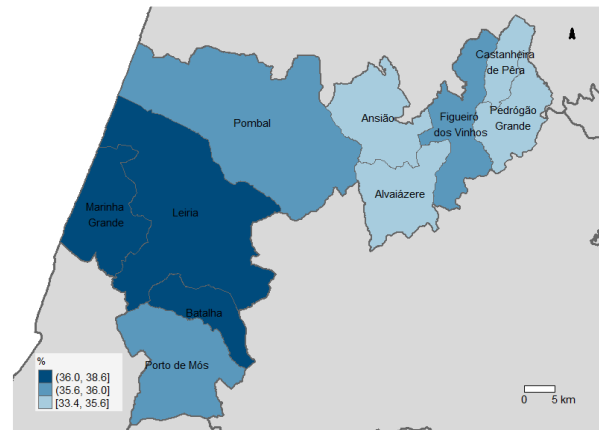 Castanheira
de Pêra
Pombal
Ansião
Figueiró
dos Vinhos
Pedrógão
Grande
Alvaiázere
Marinha
Grande
Leiria
Batalha
Porto de Mós
%
(36.0, 38.6]
(35.6, 36.0]
[33.4, 35.6]
0 5 km